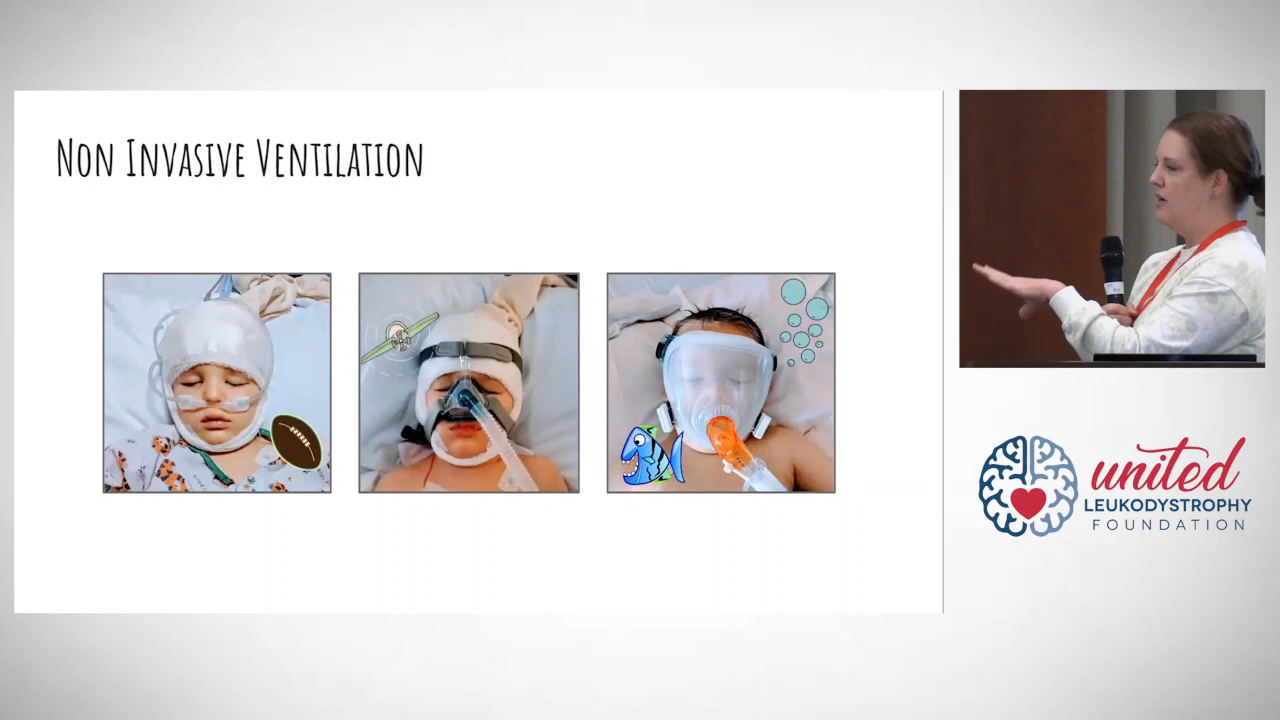 Non Invasive Ventilation
united
LEUKODYSTROPHY
FOUNDATION